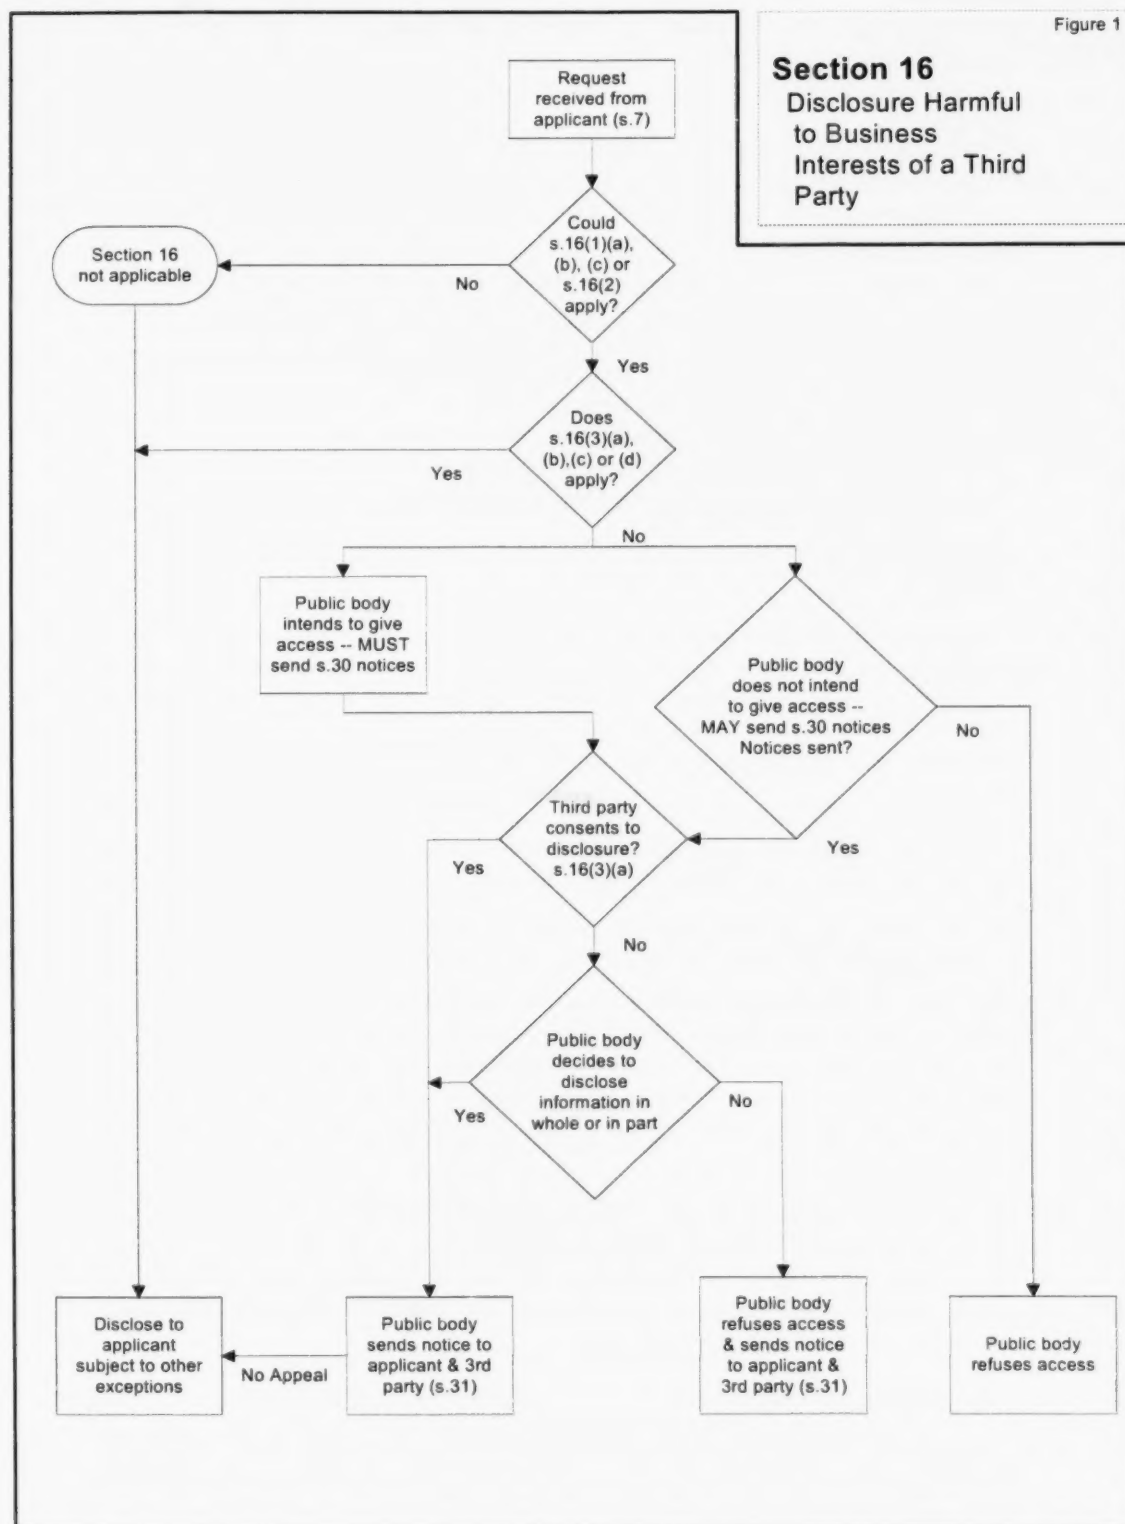 Figure 1
Section 16
Disclosure Harmful
to Business
Interests of a Third
Party
Request
received from
applicant (s.7)
Could
s.16(1)(a),
(b), (c) or
s.16(2)
apply?
No
Section 16
not applicable
Yes
Does
s.16(3)(a),
(b),(c) or (d)
apply?
Yes
No
Public body
intends to give
access -- MUST
send s.30 notices
Public body
does not intend
to give access --
MAY send s.30 notices
Notices sent?
No
Yes
Third party
consents to
disclosure?
s.16(3)(a)
Yes
No
Public body
decides to
disclose
information in
whole or in part
Yes
No
Disclose to
applicant
subject to other
exceptions
No Appeal
Public body
sends notice to
applicant & 3rd
party (s.31)
Public body
refuses access
& sends notice
to applicant &
3rd party (s.31)
Public body
refuses access